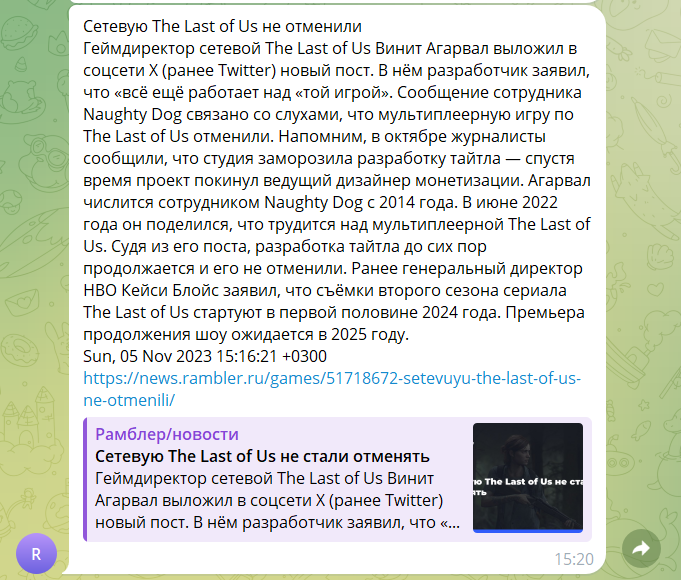 Сетевую The Last of Us не отменили
Геймдиректор сетевой The Last of Us Винит Агарвал выложил в
соцсети X (ранее Twitter) новый пост. В нём разработчик заявил,
что «всё ещё работает над «той игрой». Сообщение сотрудника
Naughty Dog связано со слухами, что мультиплеерную игру по
The Last of Us отменили. Напомним, в октябре журналисты
сообщили, что студия заморозила разработку тайтла — спустя
время проект покинул ведущий дизайнер монетизации. Агарвал
числится сотрудником Naughty Dog с 2014 года. В июне 2022
года он поделился, что трудится над мультиплеерной The Last of
Us. Судя из его поста, разработка тайтла до сих пор
продолжается и его не отменили. Ранее генеральный директор
HBO Кейси Блойс заявил, что съёмки второго сезона сериала
The Last of Us стартуют в первой половине 2024 года. Премьера
продолжения шоу ожидается в 2025 году.
Sun, 05 Nov 2023 15:16:21 +0300
https://news.rambler.ru/games/51718672-setevuyu-the-last-of-us-
ne-otmenili/
Рамблер/новости
Сетевую The Last of Us не стали отменять
Геймдиректор сетевой The Last of Us Винит
Агарвал выложил в соцсети X (ранее Twitter)
новый пост. В нём разработчик заявил, что «...
ю The Last of Us не ста
ять
R
15:20